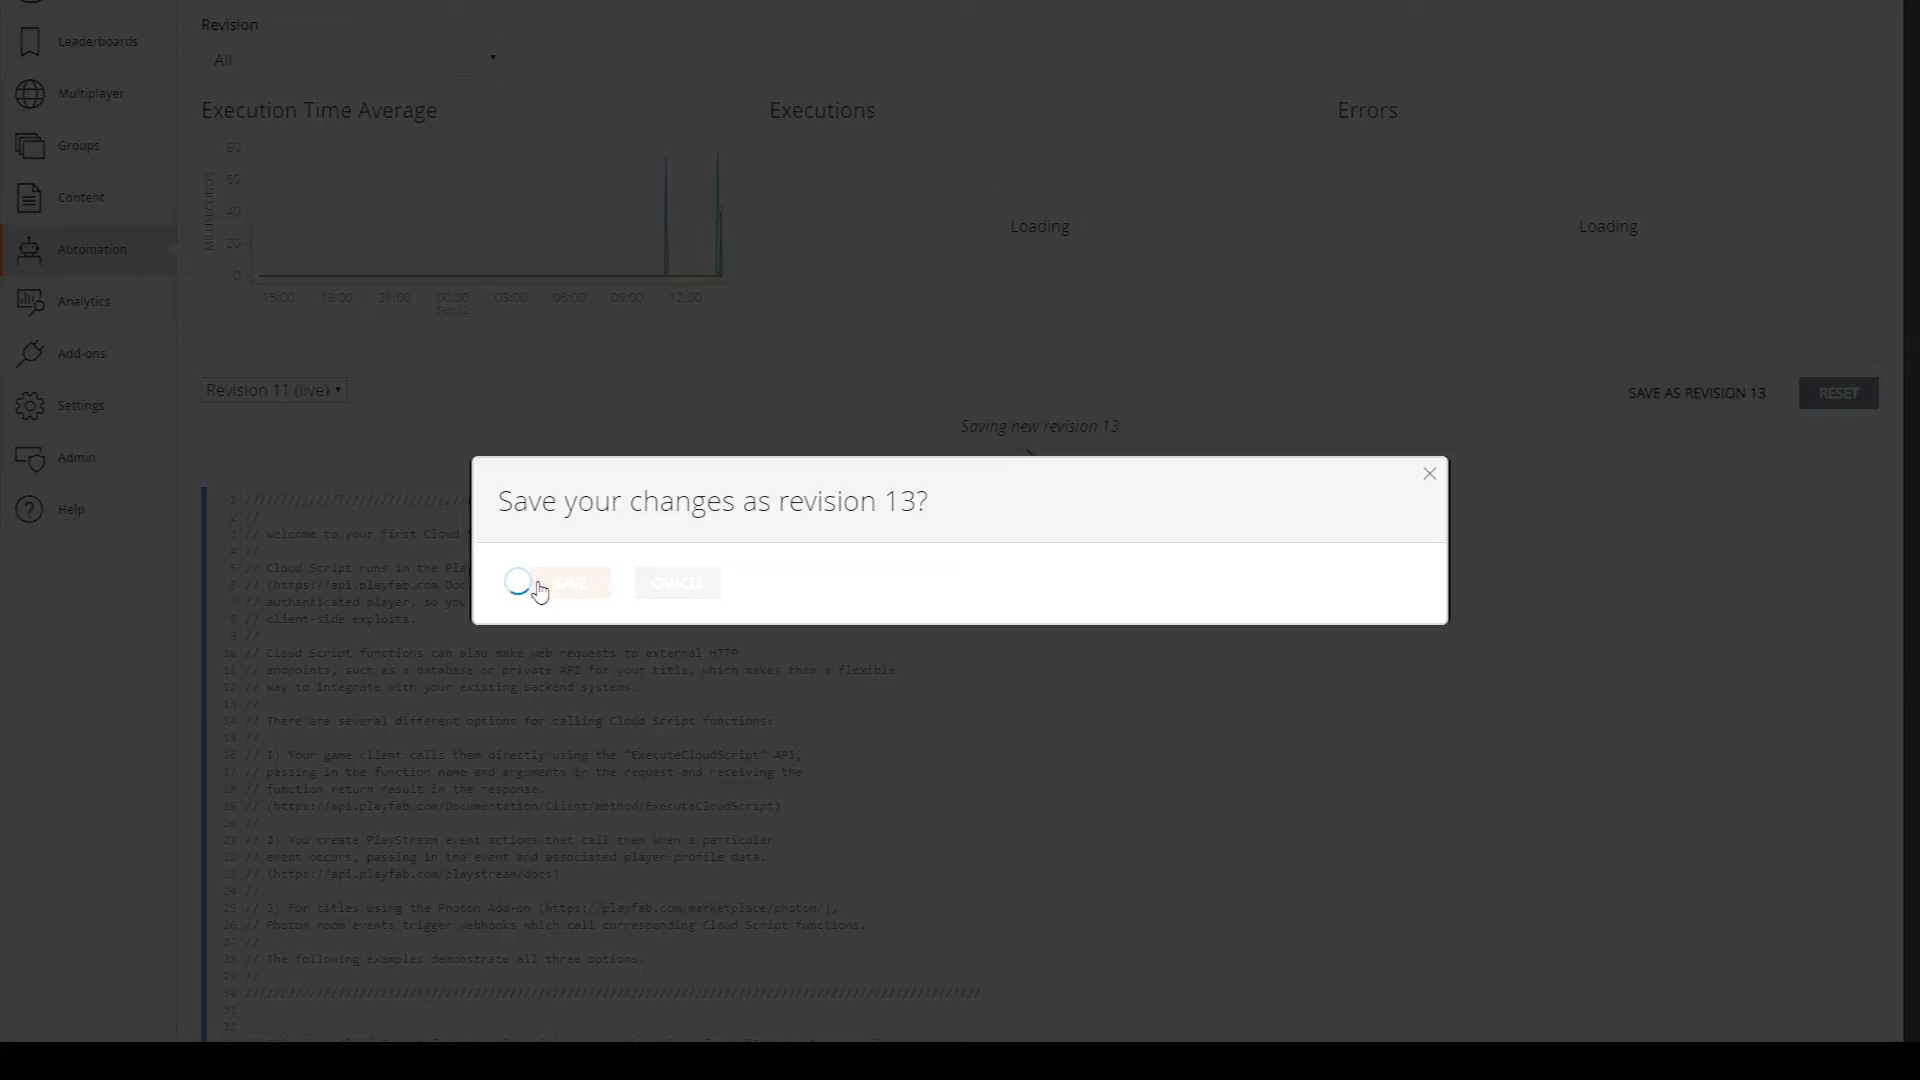 Leaderboards
Multiplayer
Groups
Content
Automation
Analytics
Add-ons
Settings
Admin
Help
Revision
All
Execution Time Average
MILLISECONDS
80
60
40
20
0
15:00 18:00 21:00 00:00 03:00 06:00 09:00 12:00
Feb 12
Executions
Loading
Errors
Loading
Revision 11 (live)
SAVE AS REVISION 13
RESET
Saving new revision 13
Save your changes as revision 13?
SAVE
CANCEL
1 ////////////////////////////////
2 //
3 // Welcome to your first Cloud
4 //
5 // Cloud Script runs in the Pla
6 // (https://api.playfab.com/Doc
7 // authenticated player, so you
8 // client-side exploits.
9 //
10 // Cloud Script functions can also make web requests to external HTTP
11 // endpoints, such as a database or private API for your title, which makes them a flexible
12 // way to integrate with your existing backend systems.
13 //
14 // There are several different options for calling Cloud Script functions:
15 //
16 // 1) Your game client calls them directly using the "ExecuteCloudScript" API,
17 // passing in the function name and arguments in the request and receiving the
18 // function return result in the response.
19 // (https://api.playfab.com/Documentation/Client/method/ExecuteCloudScript)
20 //
21 // 2) You create PlayStream event actions that call them when a particular
22 // event occurs, passing in the event and associated player profile data.
23 // (https://api.playfab.com/playstream/docs)
24 //
25 // 3) For titles using the Photon Add-on (https://playfab.com/marketplace/photon/),
26 // Photon room events trigger webhooks which call corresponding Cloud Script functions.
27 //
28 // The following examples demonstrate all three options.
29 //
30 ///////////////////////////////////////////////////////////////////////////////////////////////////////
31
32